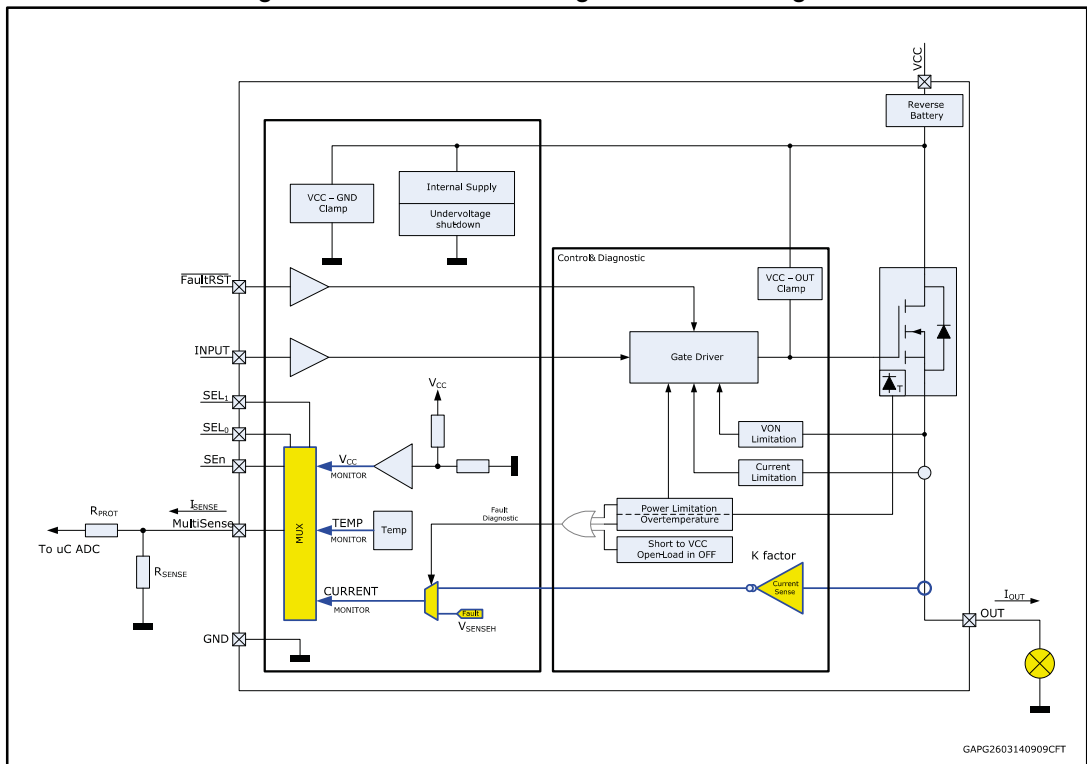 VCC
Reverse
Battery
VCC – GND
Clamp
Internal Supply
Undervoltage
shutdown
Control & Diagnostic
VCC – OUT
Clamp
FaultRST
INPUT
Gate Driver
SEL₁
SEL₀
SEn
VCC
VCC
MONITOR
MUX
TEMP
MONITOR
Temp
CURRENT
MONITOR
Fault
VSENSEH
Fault
Diagnostic
VON
Limitation
Current
Limitation
Power Limitation
Overtemperature
Short to VCC
Open-Load in OFF
T
K factor
Current
Sense
ISENSE
MultiSense
RPROT
To uC ADC
RSENSE
GND
IOUT
OUT
GAPG2603140909CFT